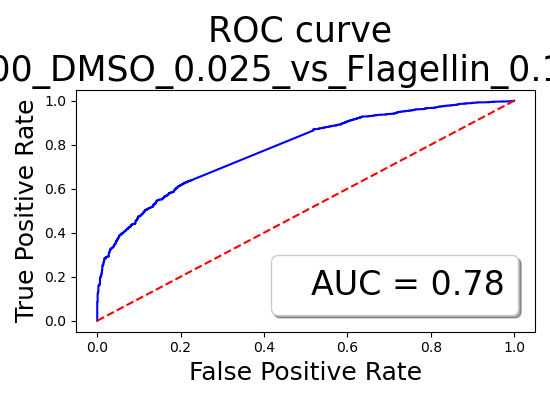 ROC curve
00_DMSO_0.025_vs_Flagellin_0.1
True Positive Rate
1.0
0.8
0.6
0.4
0.2
0.0
AUC = 0.78
0.0 0.2 0.4 0.6 0.8 1.0
False Positive Rate